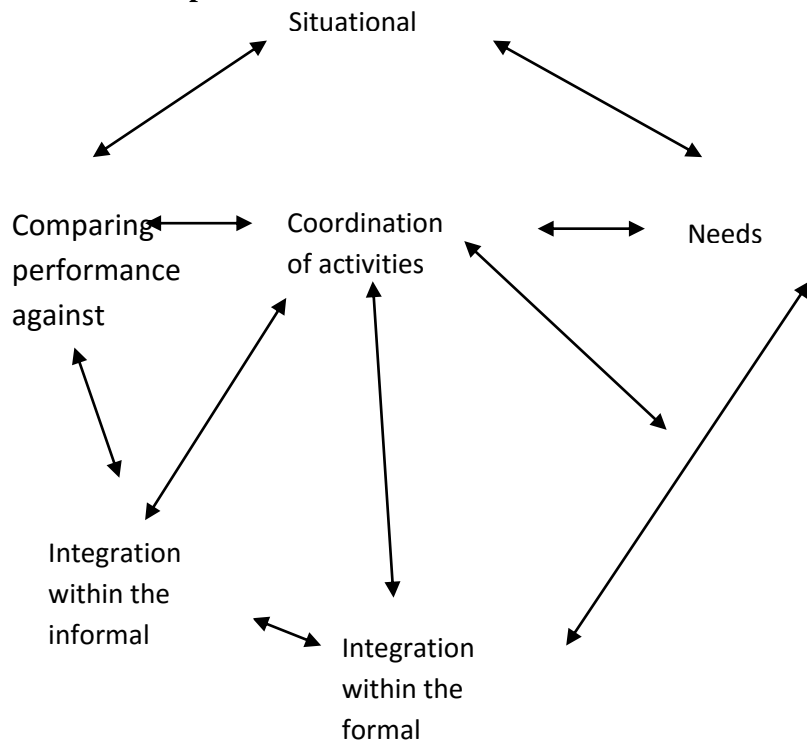 Situational
Comparing
performance
against
Coordination
of activities
Needs
Integration
within the
informal
Integration
within the
formal